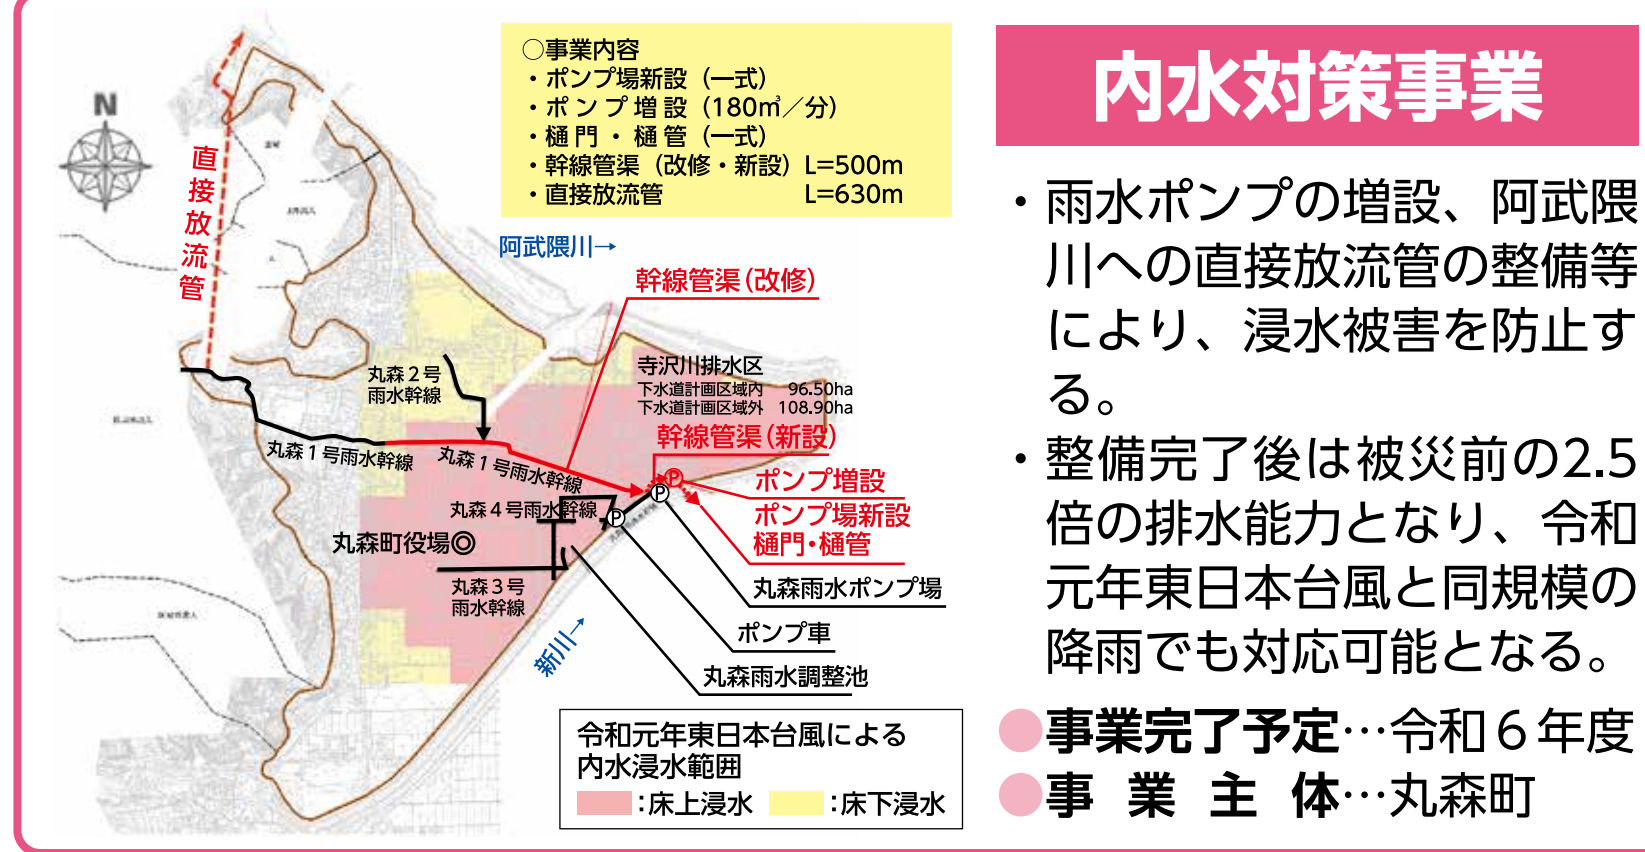 ○事業内容
・ポンプ場新設（一式）
・ポンプ増設（180㎥／分）
・樋門・樋管（一式）
・幹線管渠（改修・新設）L=500m
・直接放流管 L=630m
N
直接放流管
阿武隈川→
幹線管渠（改修）
丸森２号
雨水幹線
寺沢川排水区
下水道計画区域内 96.50ha
下水道計画区域外 108.90ha
幹線管渠（新設）
丸森１号雨水幹線
丸森１号雨水幹線
ポンプ増設
丸森４号雨水幹線
ポンプ場新設
樋門・樋管
P
P
P
丸森町役場◎
丸森３号
雨水幹線
丸森雨水ポンプ場
ポンプ車
新川→
丸森雨水調整池
令和元年東日本台風による
内水浸水範囲
：床上浸水 ：床下浸水
内水対策事業
・雨水ポンプの増設、阿武隈
川への直接放流管の整備等
により、浸水被害を防止す
る。
・整備完了後は被災前の2.5
倍の排水能力となり、令和
元年東日本台風と同規模の
降雨でも対応可能となる。
●事業完了予定…令和６年度
●事業主体…丸森町